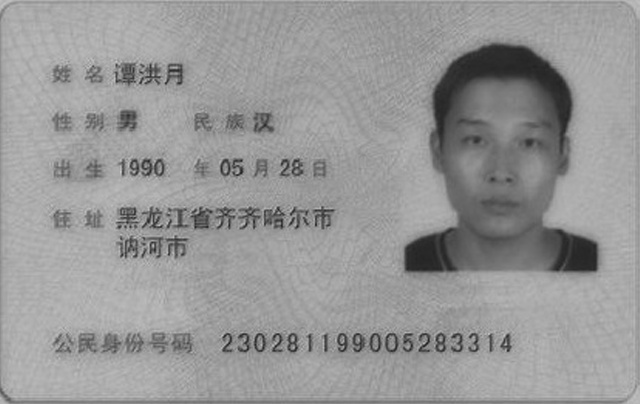 姓名 谭洪月
性别 男 民族 汉
出生 1990 年 05 月 28 日
住址 黑龙江省齐齐哈尔市
讷河市
公民身份号码 230281199005283314